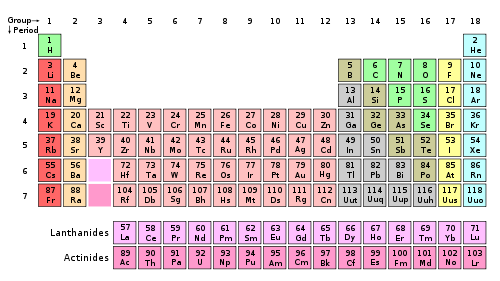 Group→ 1 2 3 4 5 6 7 8 9 10 11 12 13 14 15 16 17 18
↓Period
1 1 H 2 He
2 3 Li 4 Be 5 B 6 C 7 N 8 O 9 F 10 Ne
3 11 Na 12 Mg 13 Al 14 Si 15 P 16 S 17 Cl 18 Ar
4 19 K 20 Ca 21 Sc 22 Ti 23 V 24 Cr 25 Mn 26 Fe 27 Co 28 Ni 29 Cu 30 Zn 31 Ga 32 Ge 33 As 34 Se 35 Br 36 Kr
5 37 Rb 38 Sr 39 Y 40 Zr 41 Nb 42 Mo 43 Tc 44 Ru 45 Rh 46 Pd 47 Ag 48 Cd 49 In 50 Sn 51 Sb 52 Te 53 I 54 Xe
6 55 Cs 56 Ba 72 Hf 73 Ta 74 W 75 Re 76 Os 77 Ir 78 Pt 79 Au 80 Hg 81 Tl 82 Pb 83 Bi 84 Po 85 At 86 Rn
7 87 Fr 88 Ra 104 Rf 105 Db 106 Sg 107 Bh 108 Hs 109 Mt 110 Ds 111 Rg 112 Cn 113 Uut 114 Uuq 115 Uup 116 Uuh 117 Uus 118 Uuo
Lanthanides 57 La 58 Ce 59 Pr 60 Nd 61 Pm 62 Sm 63 Eu 64 Gd 65 Tb 66 Dy 67 Ho 68 Er 69 Tm 70 Yb 71 Lu
Actinides 89 Ac 90 Th 91 Pa 92 U 93 Np 94 Pu 95 Am 96 Cm 97 Bk 98 Cf 99 Es 100 Fm 101 Md 102 No 103 Lr